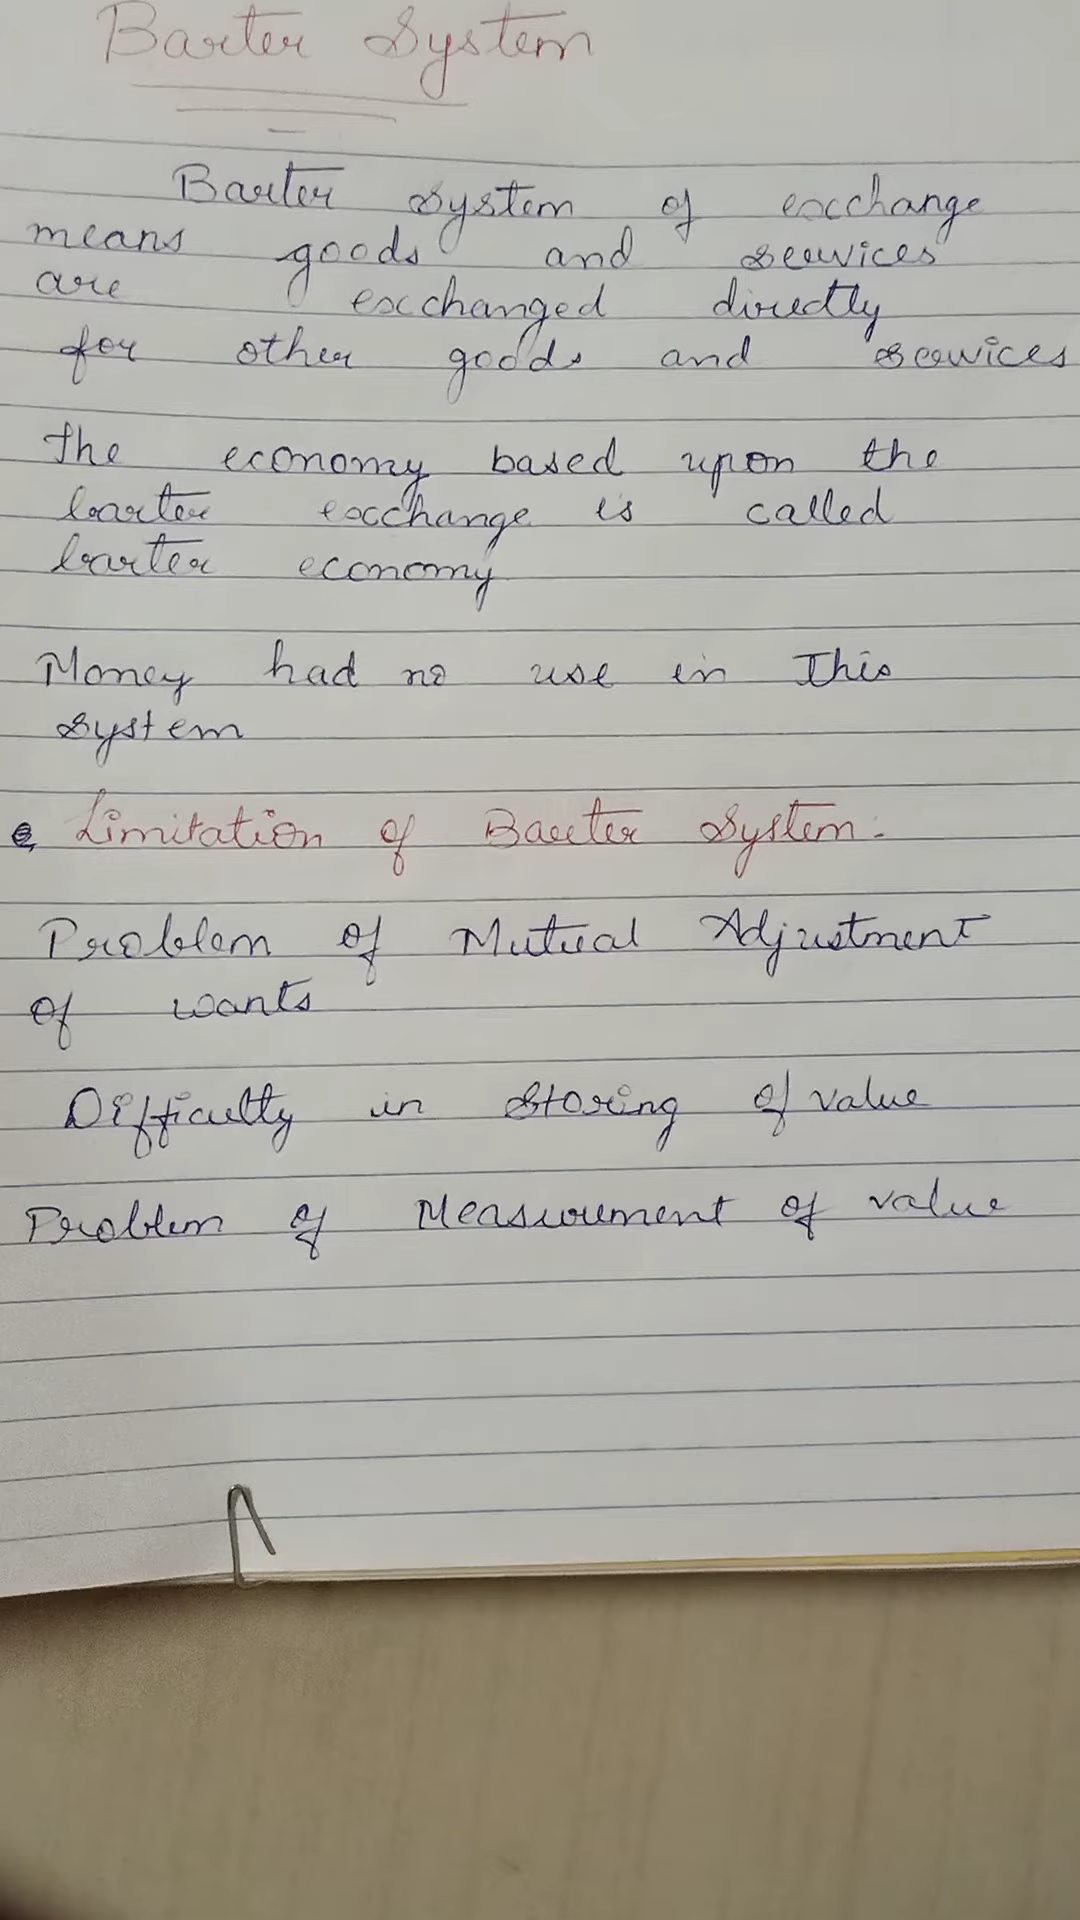 Barter System
Barter system of exchange
means goods and services
are exchanged directly
for other goods and services
the economy based upon the
barter exchange is called
barter economy
Money had no use in this
system
Limitation of Barter System.
Problem of Mutual Adjustment
of wants
Difficulty in storing of value
Problem of Measurement of value